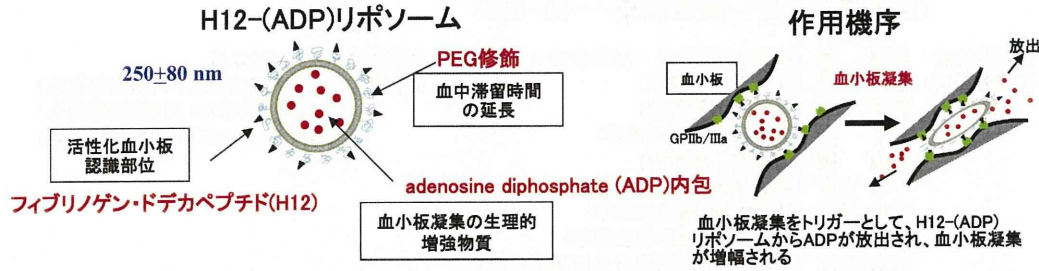 H12-(ADP)リポソーム
250±80 nm
PEG修飾
血中滞留時間
の延長
活性化血小板
認識部位
フィブリノゲン・ドデカペプチド(H12)
adenosine diphosphate (ADP)内包
血小板凝集の生理的
増強物質
作用機序
放出
血小板
血小板凝集
GPIIb/IIIa
血小板凝集をトリガーとして、H12-(ADP)
リポソームからADPが放出され、血小板凝集
が増幅される